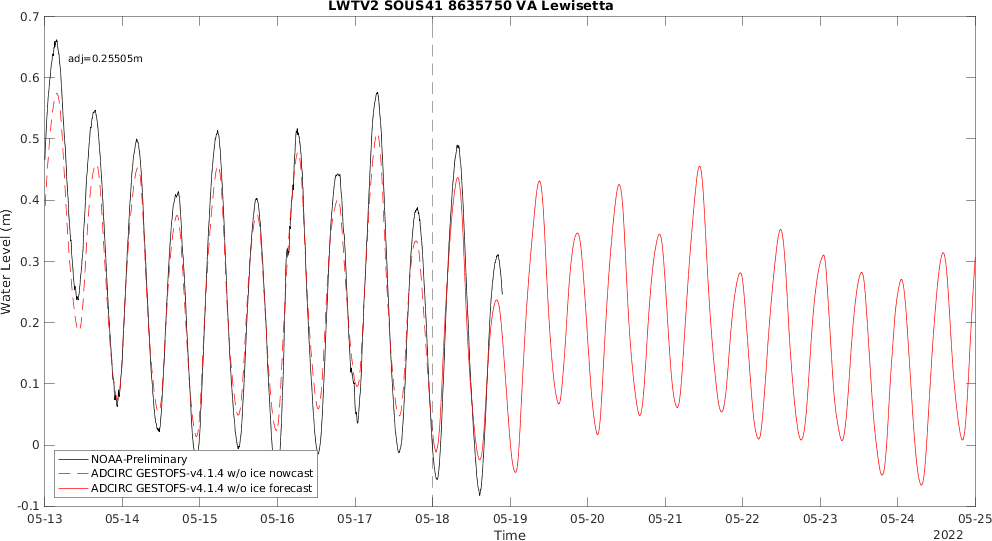 LWTV2 SOUS41 8635750 VA Lewisetta
adj=0.25505m
Water Level (m)
0.7
0.6
0.5
0.4
0.3
0.2
0.1
0
-0.1
NOAA-Preliminary
ADCIRC GESTOFS-v4.1.4 w/o ice nowcast
ADCIRC GESTOFS-v4.1.4 w/o ice forecast
05-13 05-14 05-15 05-16 05-17 05-18 05-19 05-20 05-21 05-22 05-23 05-24 05-25
Time
2022